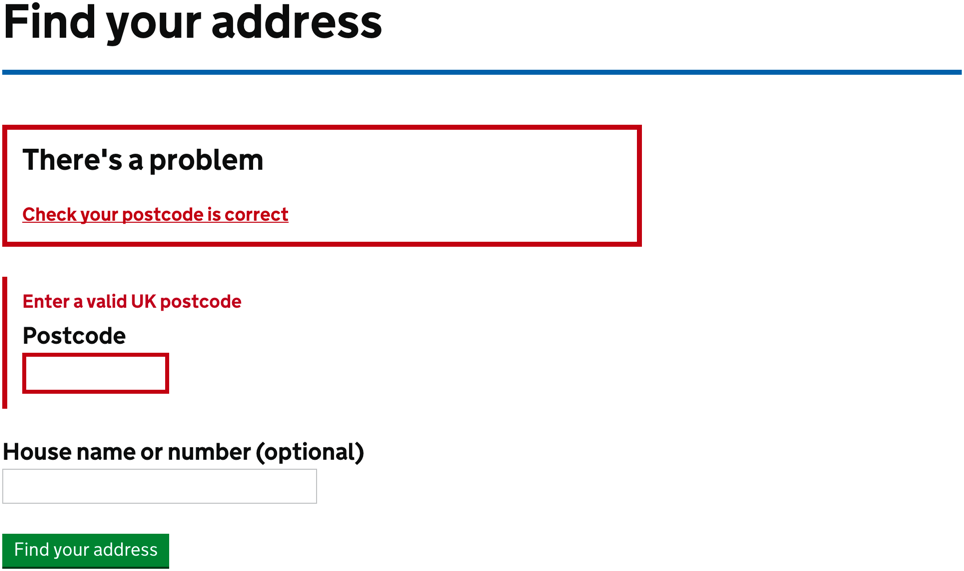 Find your address
There's a problem
Check your postcode is correct
Enter a valid UK postcode
Postcode
House name or number (optional)
Find your address